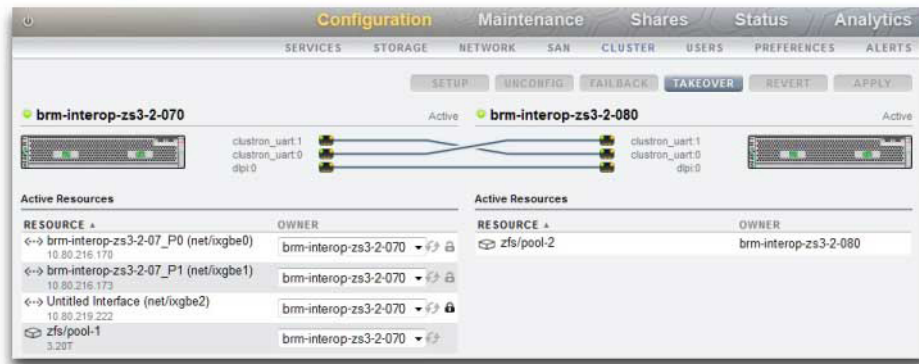 Configuration Maintenance Shares Status Analytics
SERVICES STORAGE NETWORK SAN CLUSTER USERS PREFERENCES ALERTS
SETUP UNCONFIG FAILBACK TAKEOVER REVERT APPLY
brm-interop-zs3-2-070 Active
clustron_uart:1
clustron_uart:0
dlpi:0
brm-interop-zs3-2-080 Active
clustron_uart:1
clustron_uart:0
dlpi:0
Active Resources
RESOURCE OWNER
brm-interop-zs3-2-07_P0 (net/ixgbe0) brm-interop-zs3-2-070
10.80.216.170
brm-interop-zs3-2-07_P1 (net/ixgbe1) brm-interop-zs3-2-070
10.80.216.173
Untitled Interface (net/ixgbe2) brm-interop-zs3-2-070
10.80.219.222
zfs/pool-1 brm-interop-zs3-2-070
3.20T
Active Resources
RESOURCE OWNER
zfs/pool-2 brm-interop-zs3-2-080